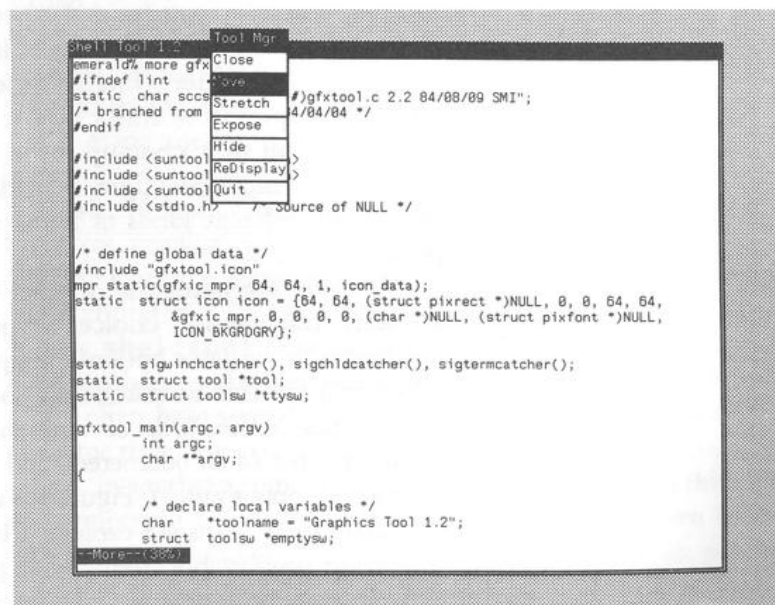 Shell Tool 1.2
Tool Mgr
Close
Move
Stretch
Expose
Hide
ReDisplay
Quit
emerald% more gfx
#ifndef lint
static char sccs #)gfxtool.c 2.2 84/08/09 SMI";
/* branched from 84/04/04 */
#endif
#include <suntool >
#include <suntool >
#include <suntool
#include <stdio.h> /* Source of NULL */
/* define global data */
#include "gfxtool.icon"
mpr_static(gfxic_mpr, 64, 64, 1, icon_data);
static struct icon icon = {64, 64, (struct pixrect *)NULL, 0, 0, 64, 64,
&gfxic_mpr, 0, 0, 0, 0, (char *)NULL, (struct pixfont *)NULL,
ICON_BKGRDGRY};
static sigwinchcatcher(), sigchldcatcher(), sigtermcatcher();
static struct tool *tool;
static struct toolsw *ttysw;
gfxtool_main(argc, argv)
int argc;
char **argv;
{
/* declare local variables */
char *toolname = "Graphics Tool 1.2";
struct toolsw *emptysw;
--More--(38%)